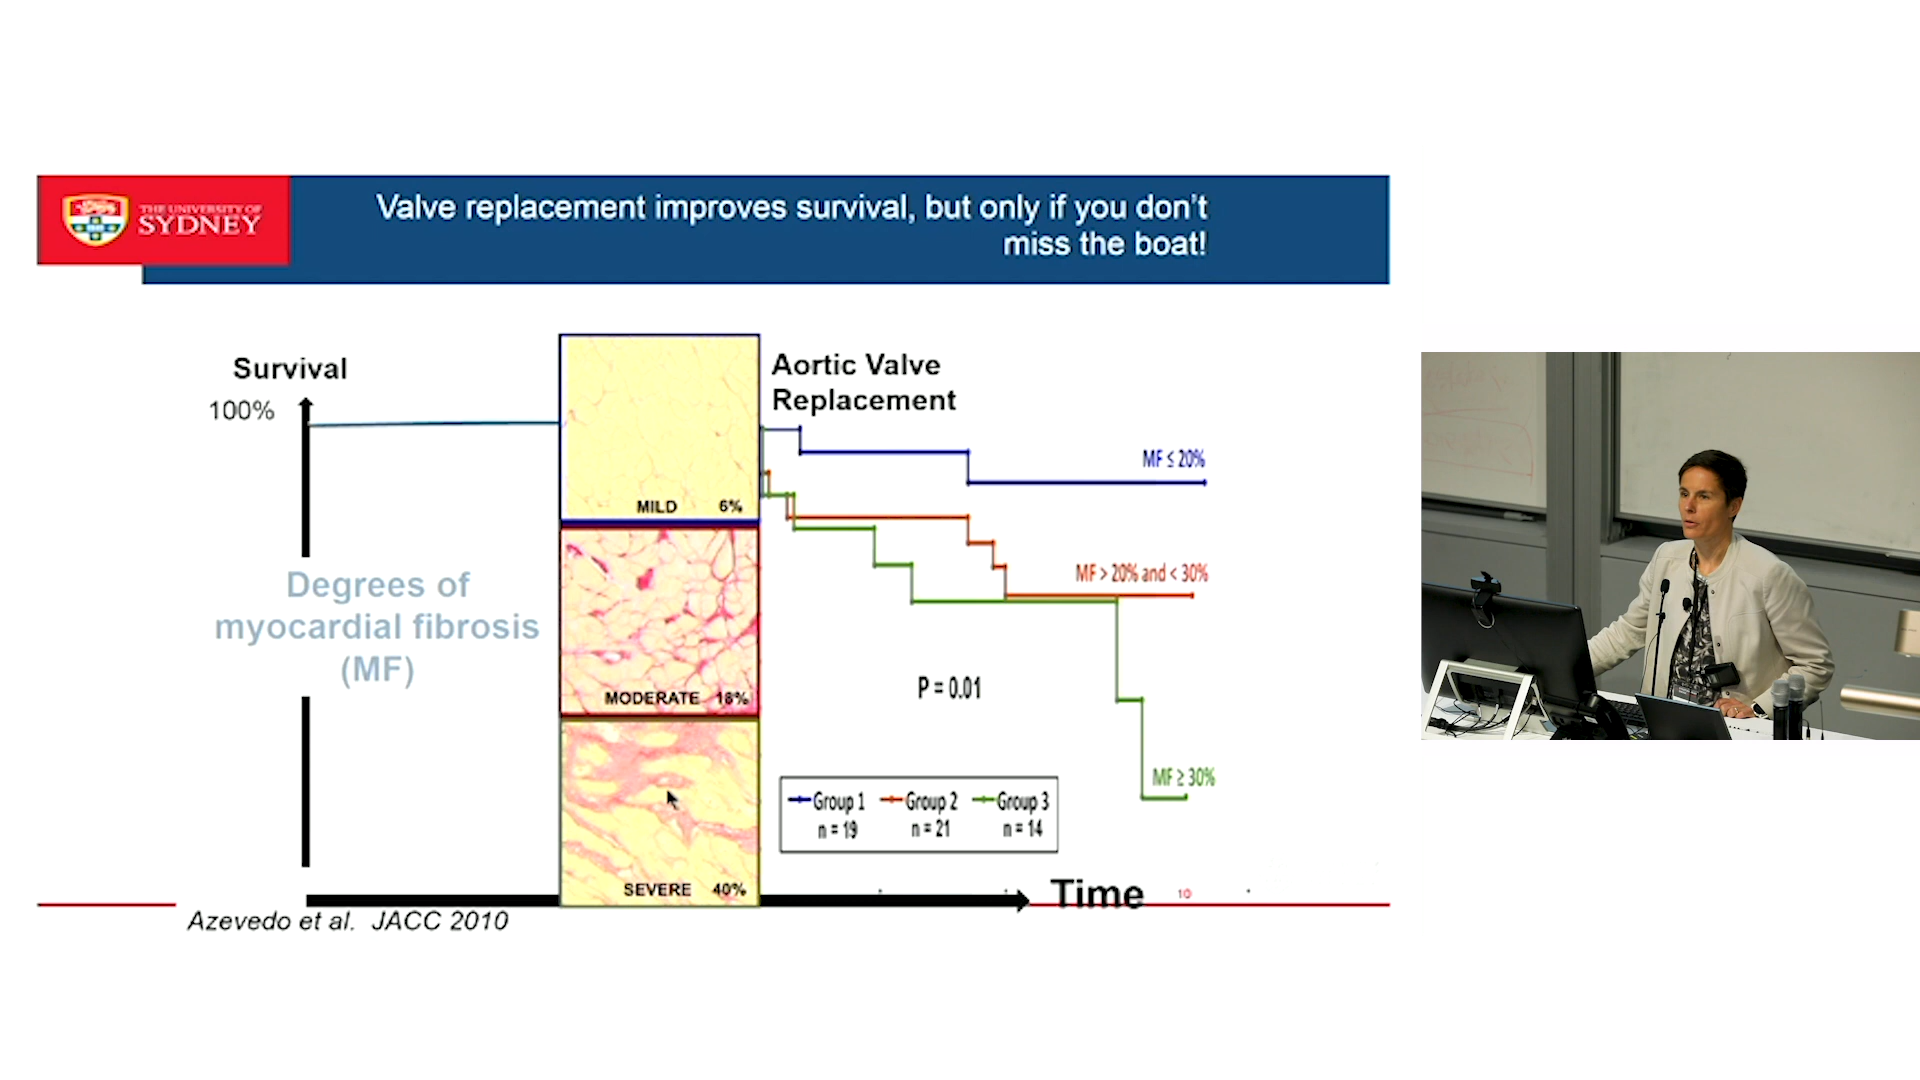 THE UNIVERSITY OF
SYDNEY
Valve replacement improves survival, but only if you don't
miss the boat!
Survival
100%
Degrees of
myocardial fibrosis
(MF)
MILD 6%
MODERATE 18%
SEVERE 40%
Aortic Valve
Replacement
MF ≤ 20%
MF > 20% and < 30%
P = 0.01
MF ≥ 30%
Group 1 Group 2 Group 3
n = 19 n = 21 n = 14
Time
10
Azevedo et al. JACC 2010